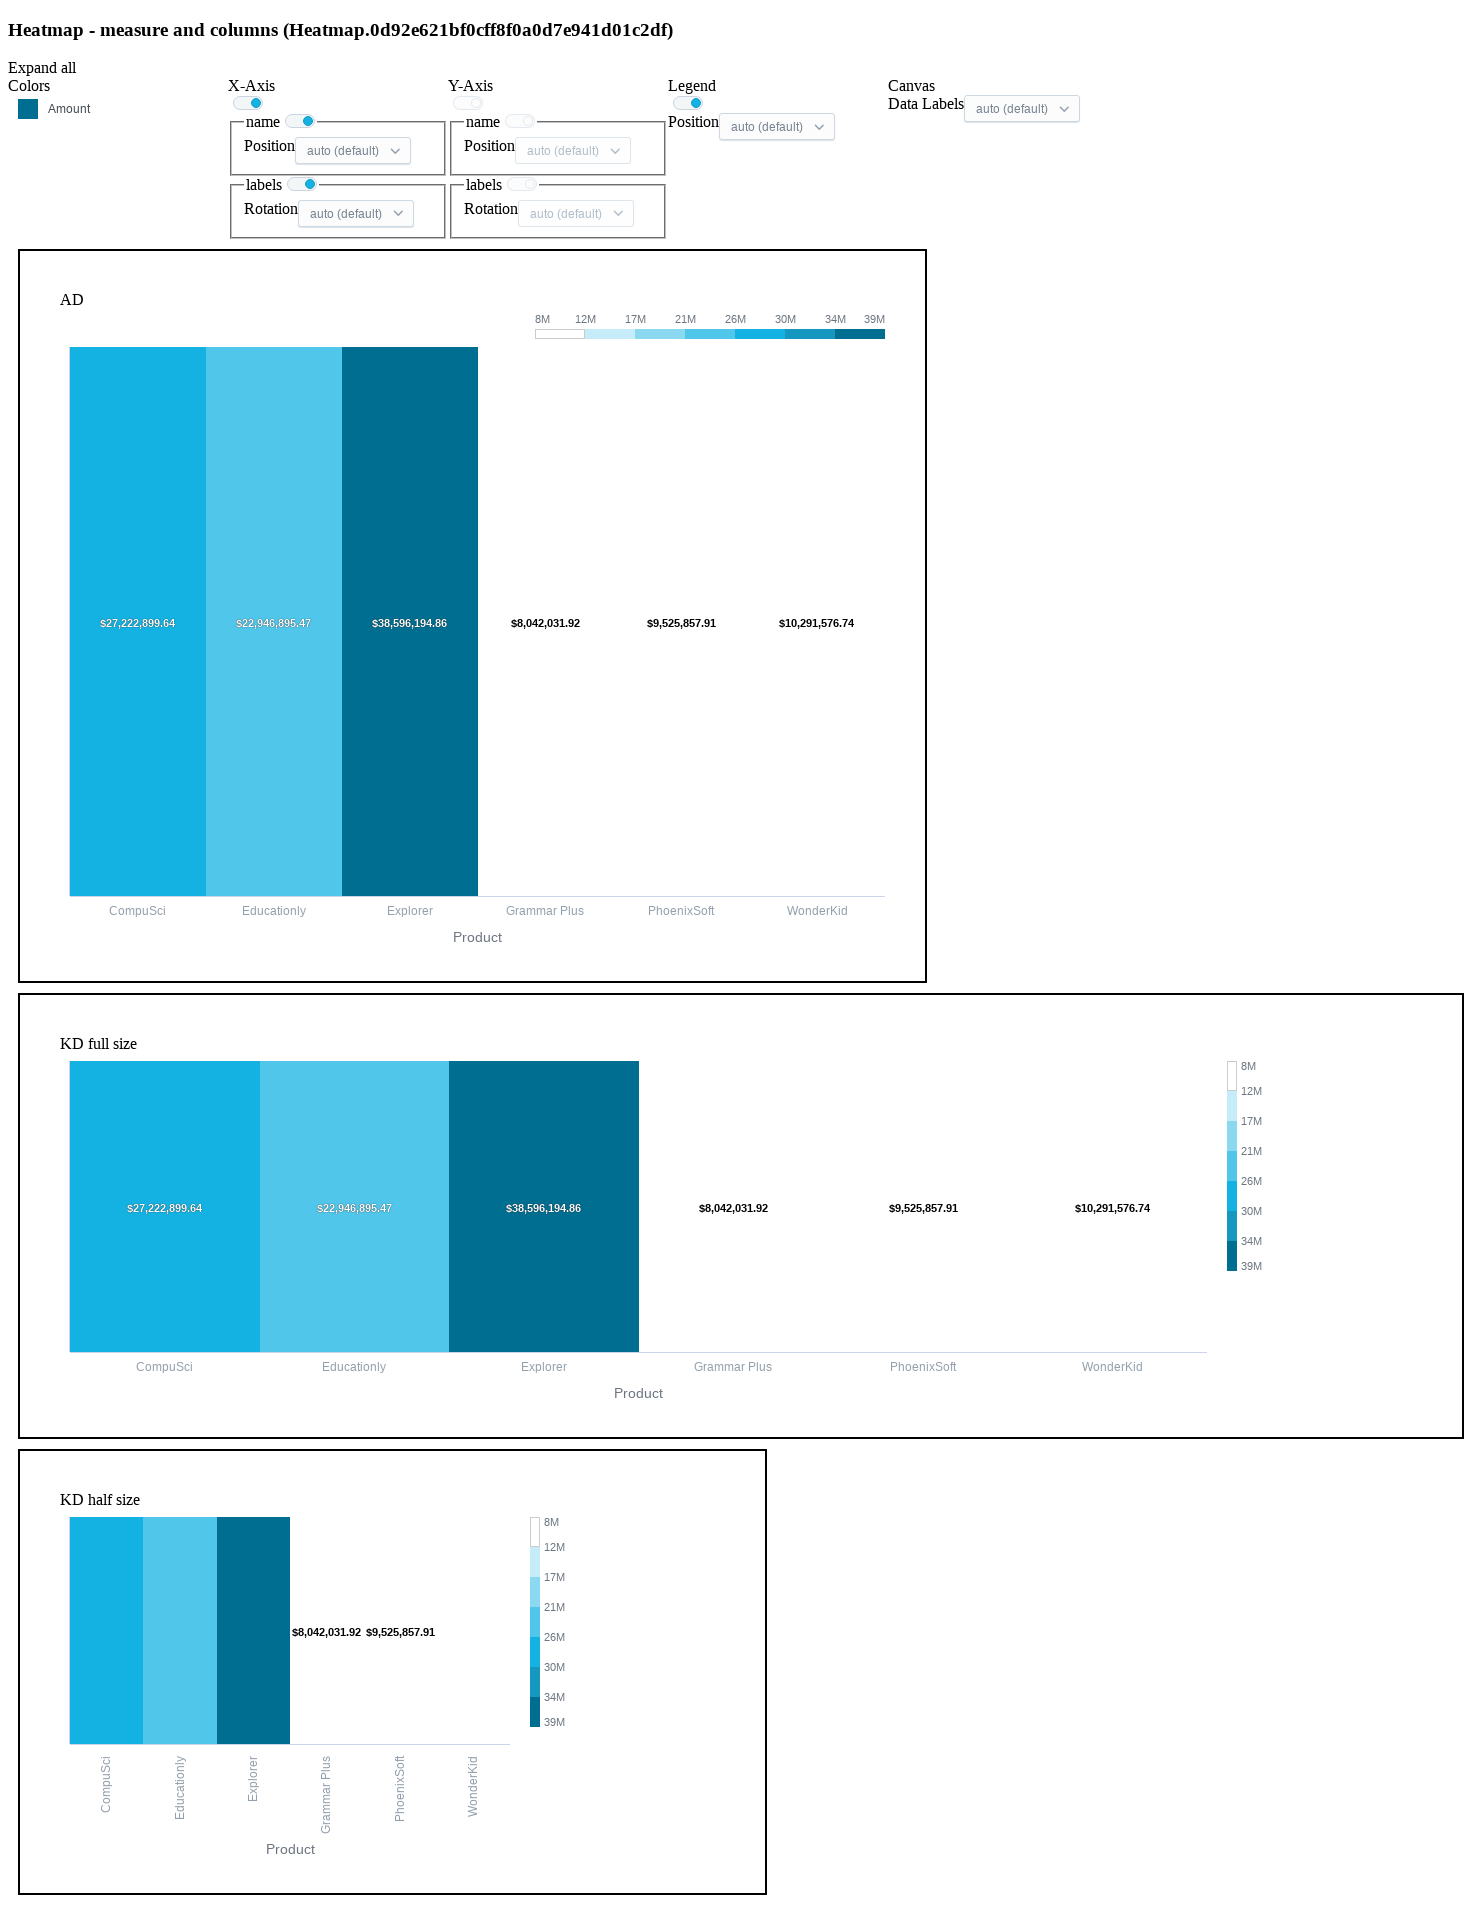 Heatmap - measure and columns (Heatmap.0d92e621bf0cff8f0a0d7e941d01c2df)
Expand all
Colors
Amount
X-Axis
name
Position auto (default)
labels
Rotation auto (default)
Y-Axis
name
Position auto (default)
labels
Rotation auto (default)
Legend
Position auto (default)
Canvas
Data Labels auto (default)
AD
8M 12M 17M 21M 26M 30M 34M 39M
$27,222,899.64 $22,946,895.47 $38,596,194.86 $8,042,031.92 $9,525,857.91 $10,291,576.74
CompuSci Educationly Explorer Grammar Plus PhoenixSoft WonderKid
Product
KD full size
8M
12M
17M
21M
26M
30M
34M
39M
$27,222,899.64 $22,946,895.47 $38,596,194.86 $8,042,031.92 $9,525,857.91 $10,291,576.74
CompuSci Educationly Explorer Grammar Plus PhoenixSoft WonderKid
Product
KD half size
8M
12M
17M
21M
26M
30M
34M
39M
$8,042,031.92 $9,525,857.91
CompuSci
Educationly
Explorer
Grammar Plus
PhoenixSoft
WonderKid
Product